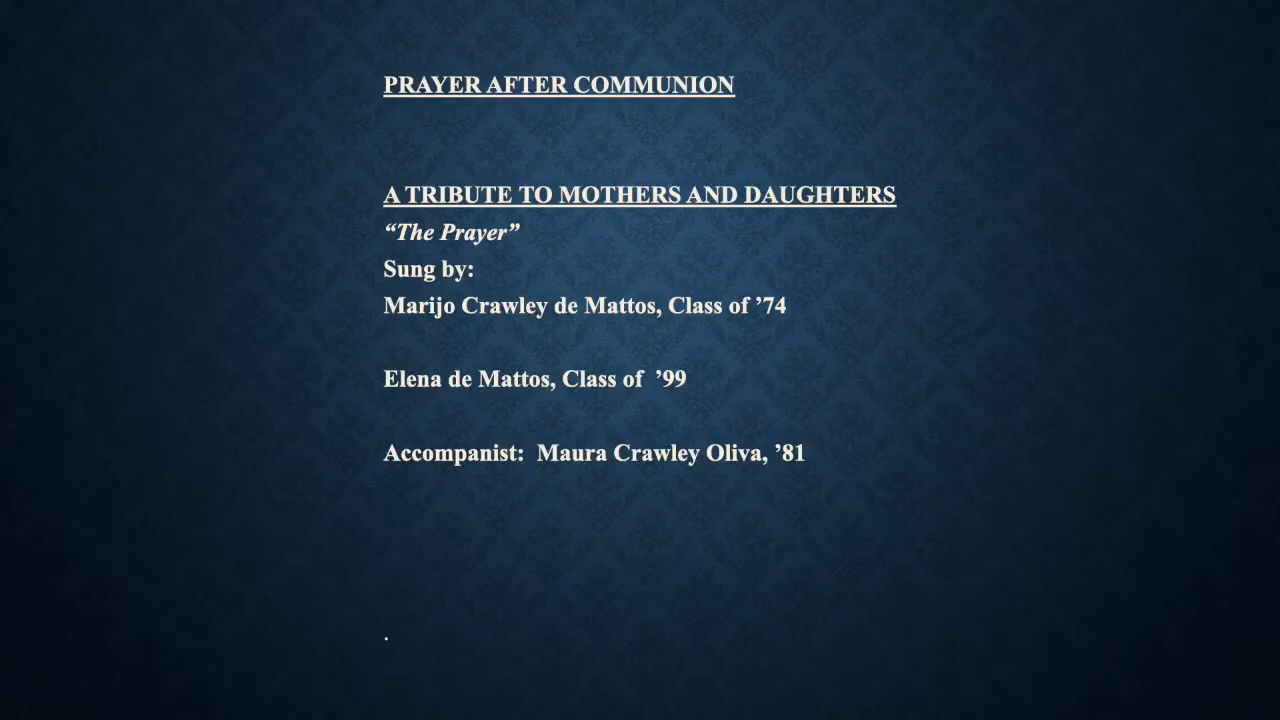 PRAYER AFTER COMMUNION
A TRIBUTE TO MOTHERS AND DAUGHTERS
“The Prayer”
Sung by:
Marijo Crawley de Mattos, Class of ’74
Elena de Mattos, Class of  ’99
Accompanist:  Maura Crawley Oliva, ’81
.